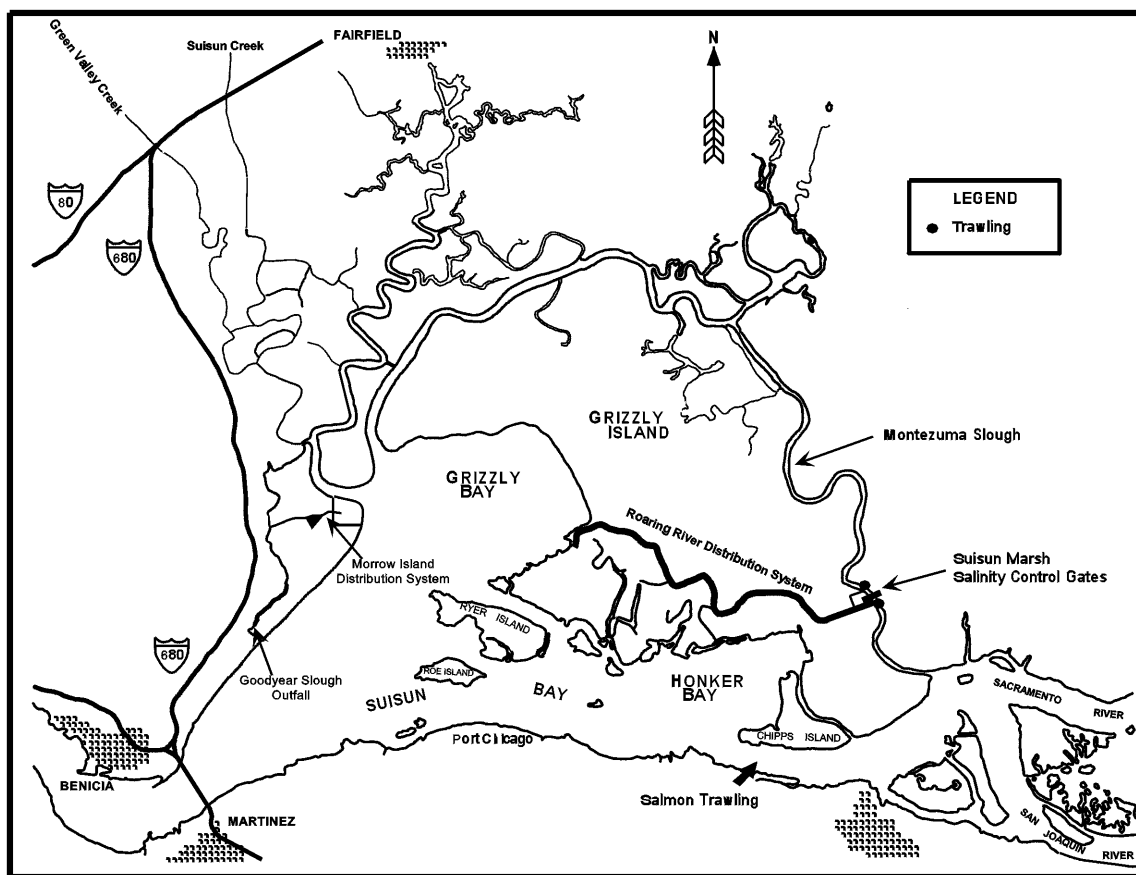 FAIRFIELD
Suisun Creek
Green Valley Creek
N
80
680
LEGEND
Trawling
GRIZZLY
ISLAND
Montezuma Slough
GRIZZLY
BAY
Roaring River Distribution System
Morrow Island
Distribution System
Suisun Marsh
Salinity Control Gates
RYER ISLAND
680
Goodyear Slough
Outfall
ROE ISLAND
SUISUN BAY
HONKER
BAY
SACRAMENTO
RIVER
Port Chicago
CHIPPS ISLAND
BENICIA
Salmon Trawling
MARTINEZ
SAN
JOAQUIN
RIVER